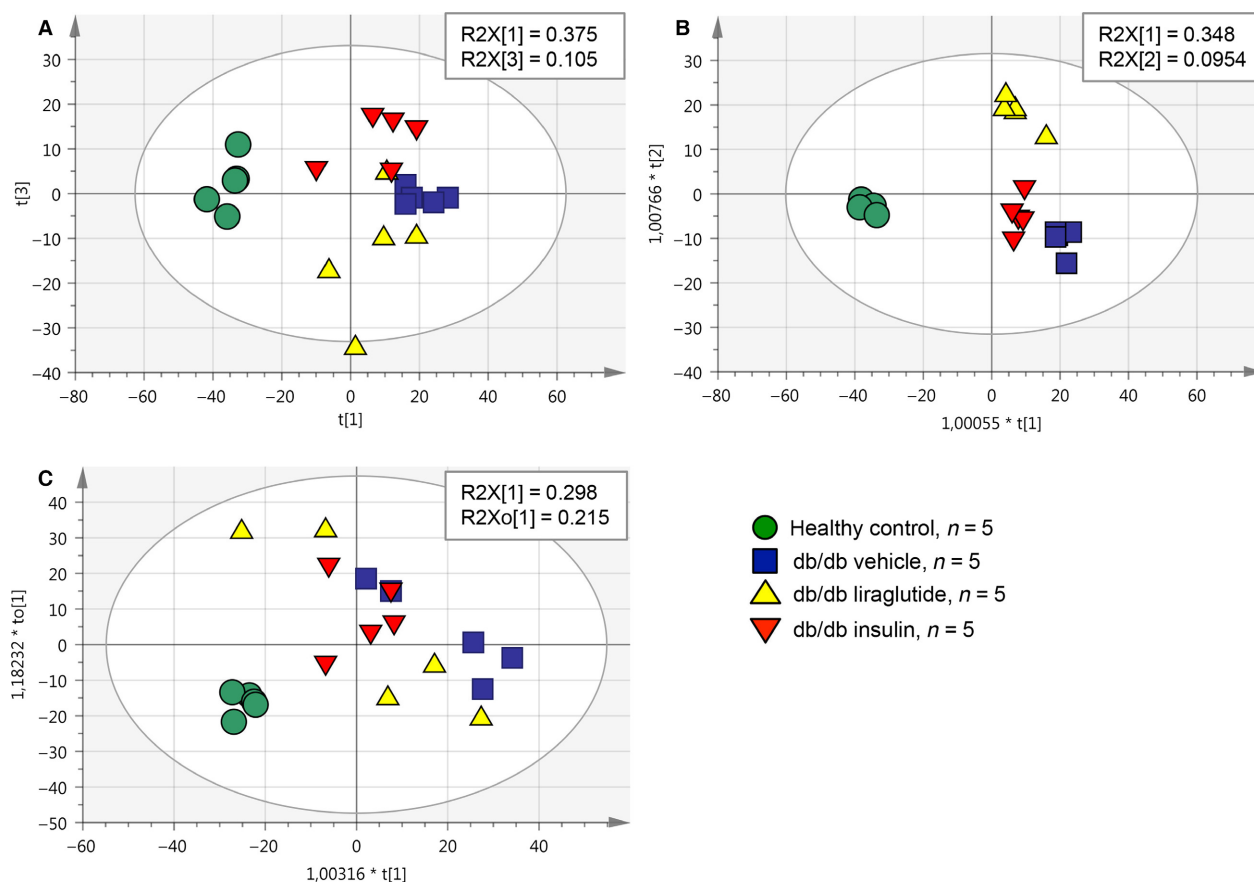 A
R2X[1] = 0.375
R2X[3] = 0.105
30
20
10
0
−10
−20
−30
−40
t[3]
−80
−60
−40
−20
0
20
40
60
t[1]
B
R2X[1] = 0.348
R2X[2] = 0.0954
30
20
10
0
−10
−20
−30
−40
1,00766 * t[2]
−80
−60
−40
−20
0
20
40
60
1,00055 * t[1]
C
R2X[1] = 0.298
R2Xo[1] = 0.215
40
30
20
10
0
−10
−20
−30
−40
−50
1,18232 * to[1]
−60
−40
−20
0
20
40
1,00316 * t[1]
Healthy control, n = 5
db/db vehicle, n = 5
db/db liraglutide, n = 5
db/db insulin, n = 5